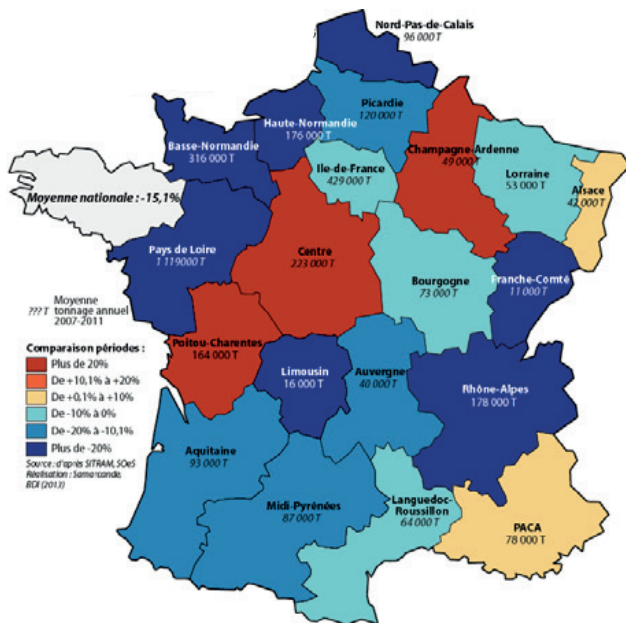 Nord-Pas-de-Calais
96 000 T
Picardie
120 000 T
Haute-Normandie
176 000 T
Basse-Normandie
316 000 T
Champagne-Ardenne
49 000 T
Ile-de-France
429 000 T
Lorraine
53 000 T
Alsace
42 000 T
Moyenne nationale : -15,1%
Pays de Loire
1 119000 T
Centre
223 000 T
Bourgogne
73 000 T
Franche-Comté
11 000 T
??? T Moyenne
tonnage annuel
2007-2011
Poitou-Charentes
164 000 T
Limousin
16 000 T
Auvergne
40 000 T
Rhône-Alpes
178 000 T
Comparaison périodes :
Plus de 20%
De +10,1% à +20%
De +0,1% à +10%
De -10% à 0%
De -20% à -10,1%
Plus de -20%
Source : d'après SITRAM, SOeS
Réalisation : Samarcande,
BDI (2013)
Aquitaine
93 000 T
Midi-Pyrénées
87 000 T
Languedoc-
Roussillon
64 000 T
PACA
78 000 T